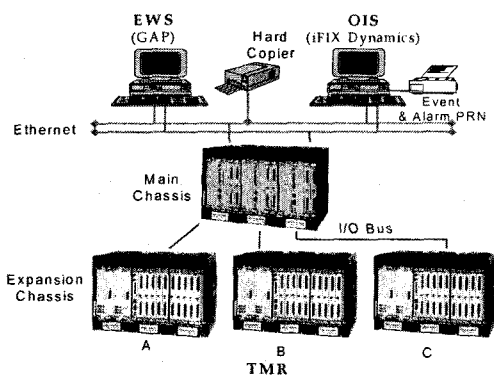 EWS
(GAP)
Hard
Copier
OIS
(iFIX Dynamics)
Event
& Alarm PRN
Ethernet
Main
Chassis
I/O Bus
Expansion
Chassis
A
B
C
TMR